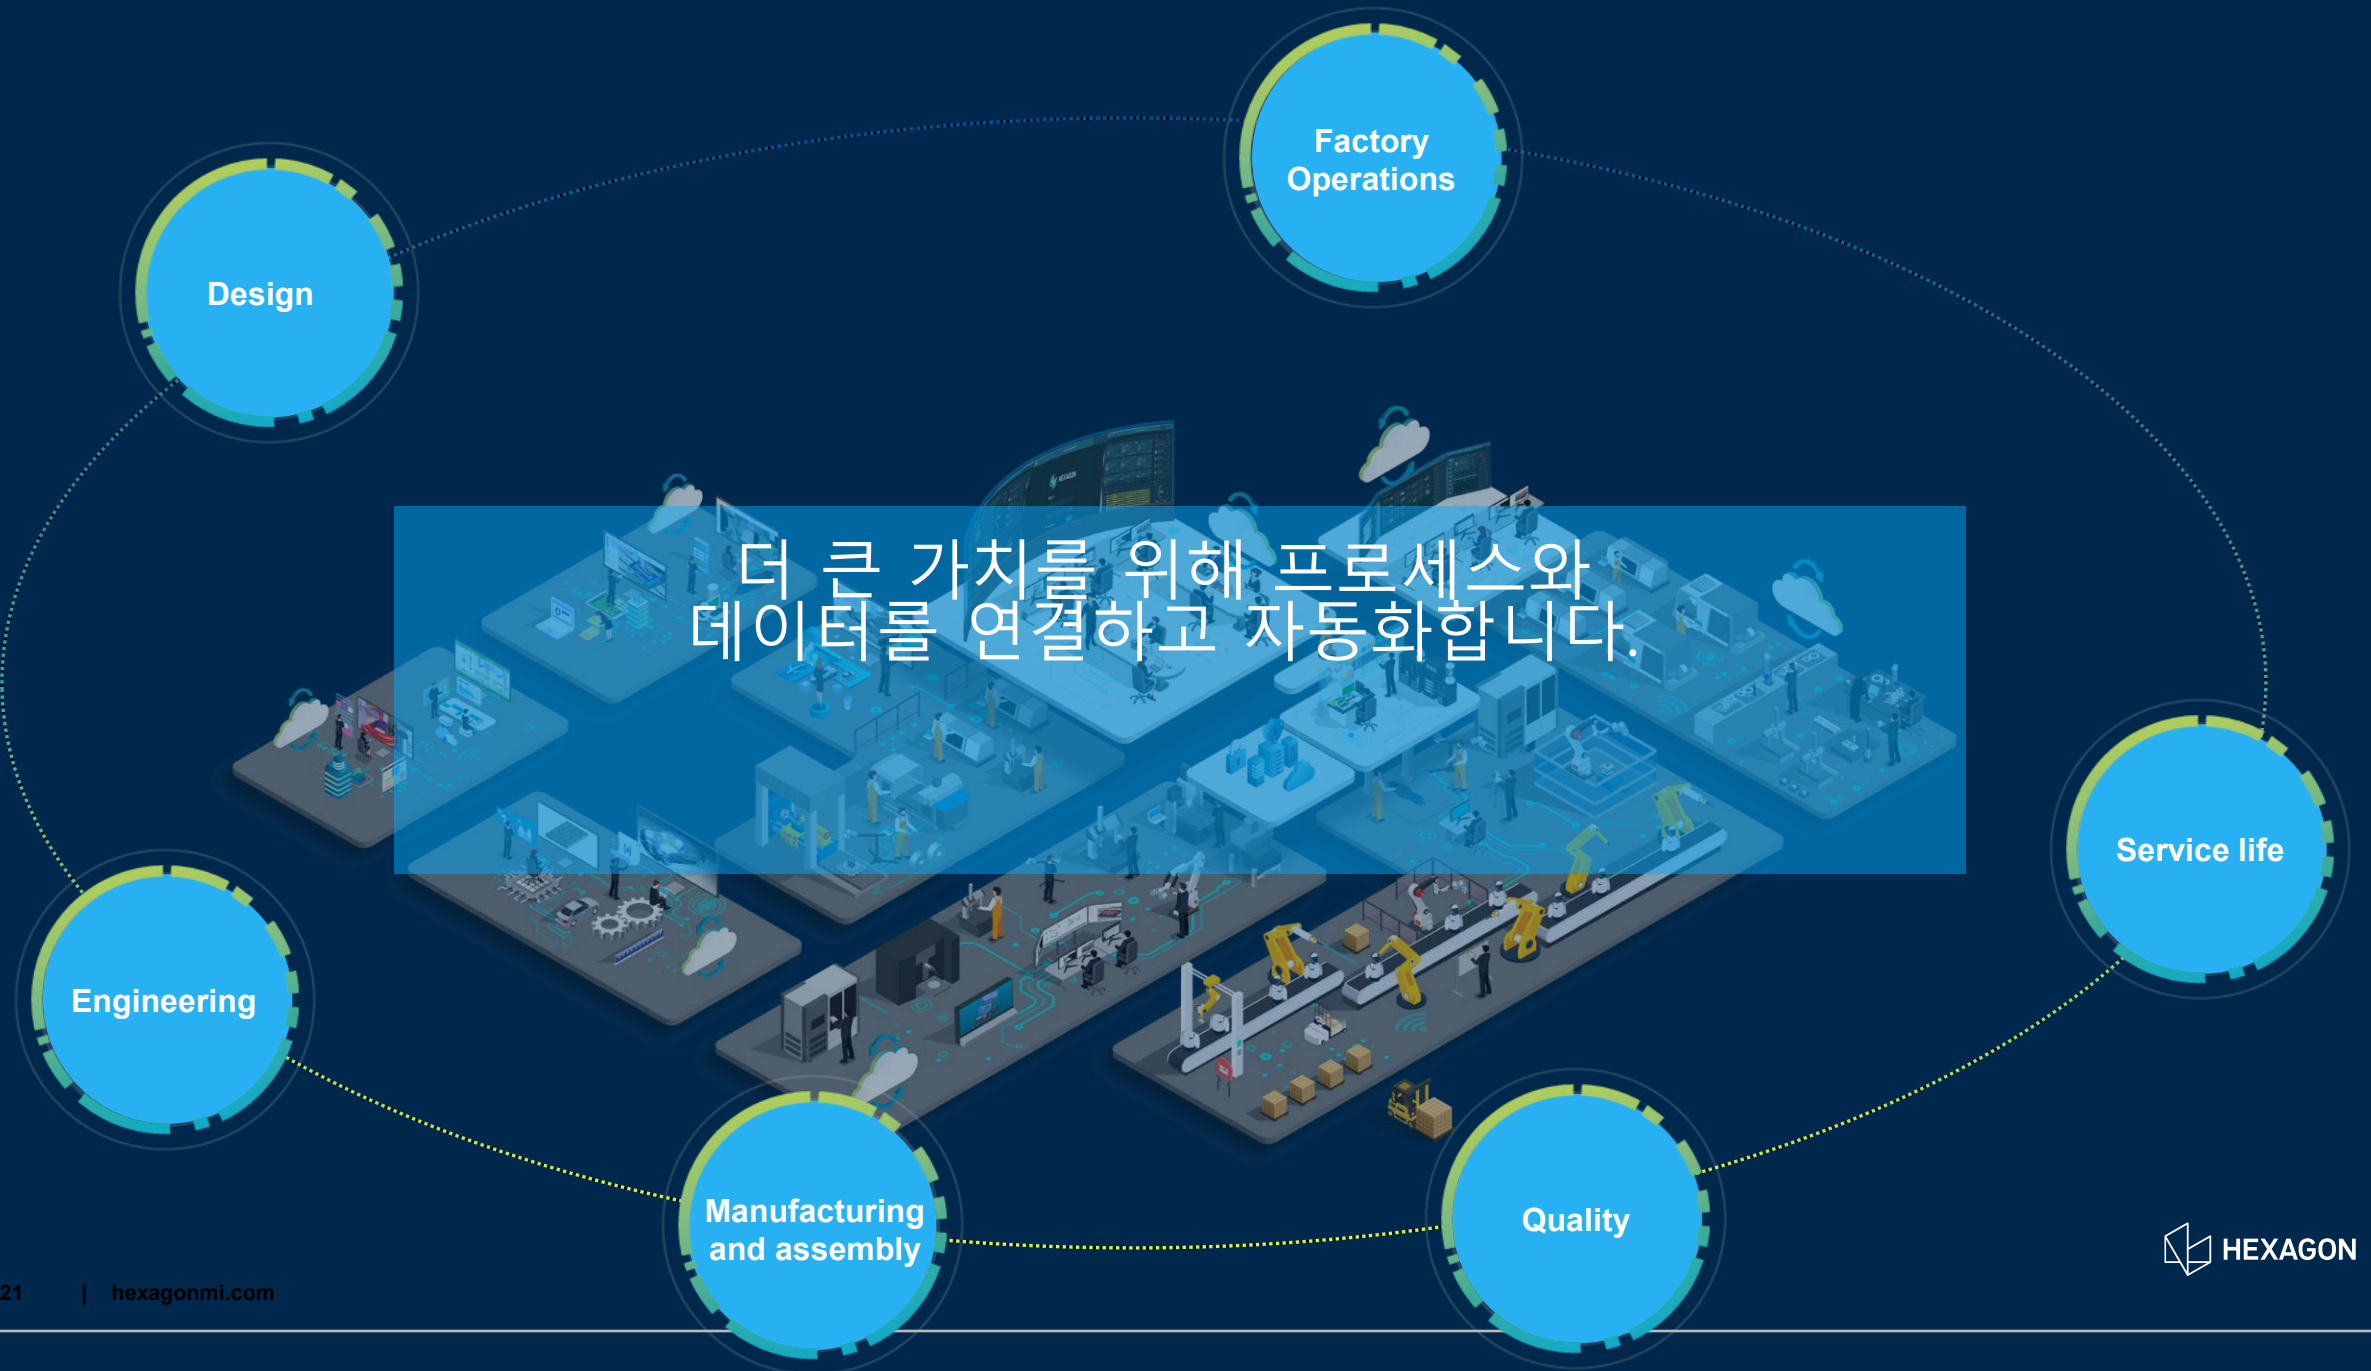 Factory
Operations
Design
더 큰 가치를 위해 프로세스와
데이터를 연결하고 자동화합니다.
Service life
Engineering
Manufacturing
and assembly
Quality
HEXAGON
21 | hexagonmi.com